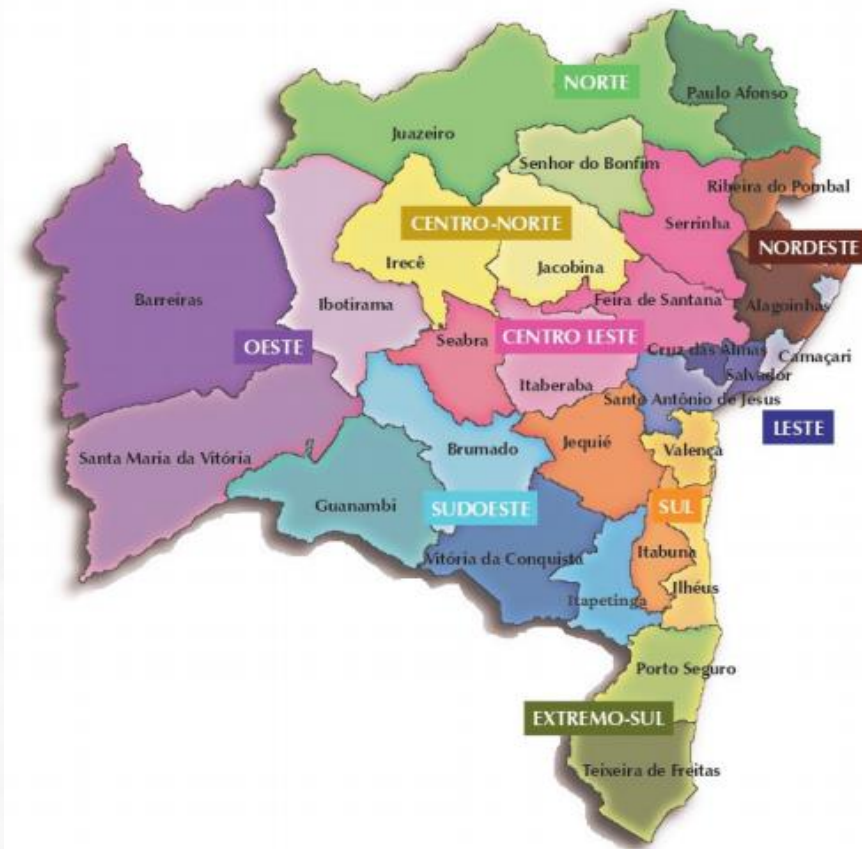 NORTE
Paulo Afonso
Juazeiro
Senhor do Bonfim
Ribeira do Pombal
CENTRO-NORTE
Serrinha
NORDESTE
Irecê
Jacobina
Barreiras
Ibotirama
Feira de Santana
Alagoinhas
OESTE
Seabra
CENTRO LESTE
Cruz das Almas
Camaçari
Salvador
Itaberaba
Santo Antônio de Jesus
LESTE
Santa Maria da Vitória
Brumado
Jequié
Valença
Guanambi
SUDOESTE
SUL
Vitória da Conquista
Itabuna
Ilhéus
Itapetinga
Porto Seguro
EXTREMO-SUL
Teixeira de Freitas